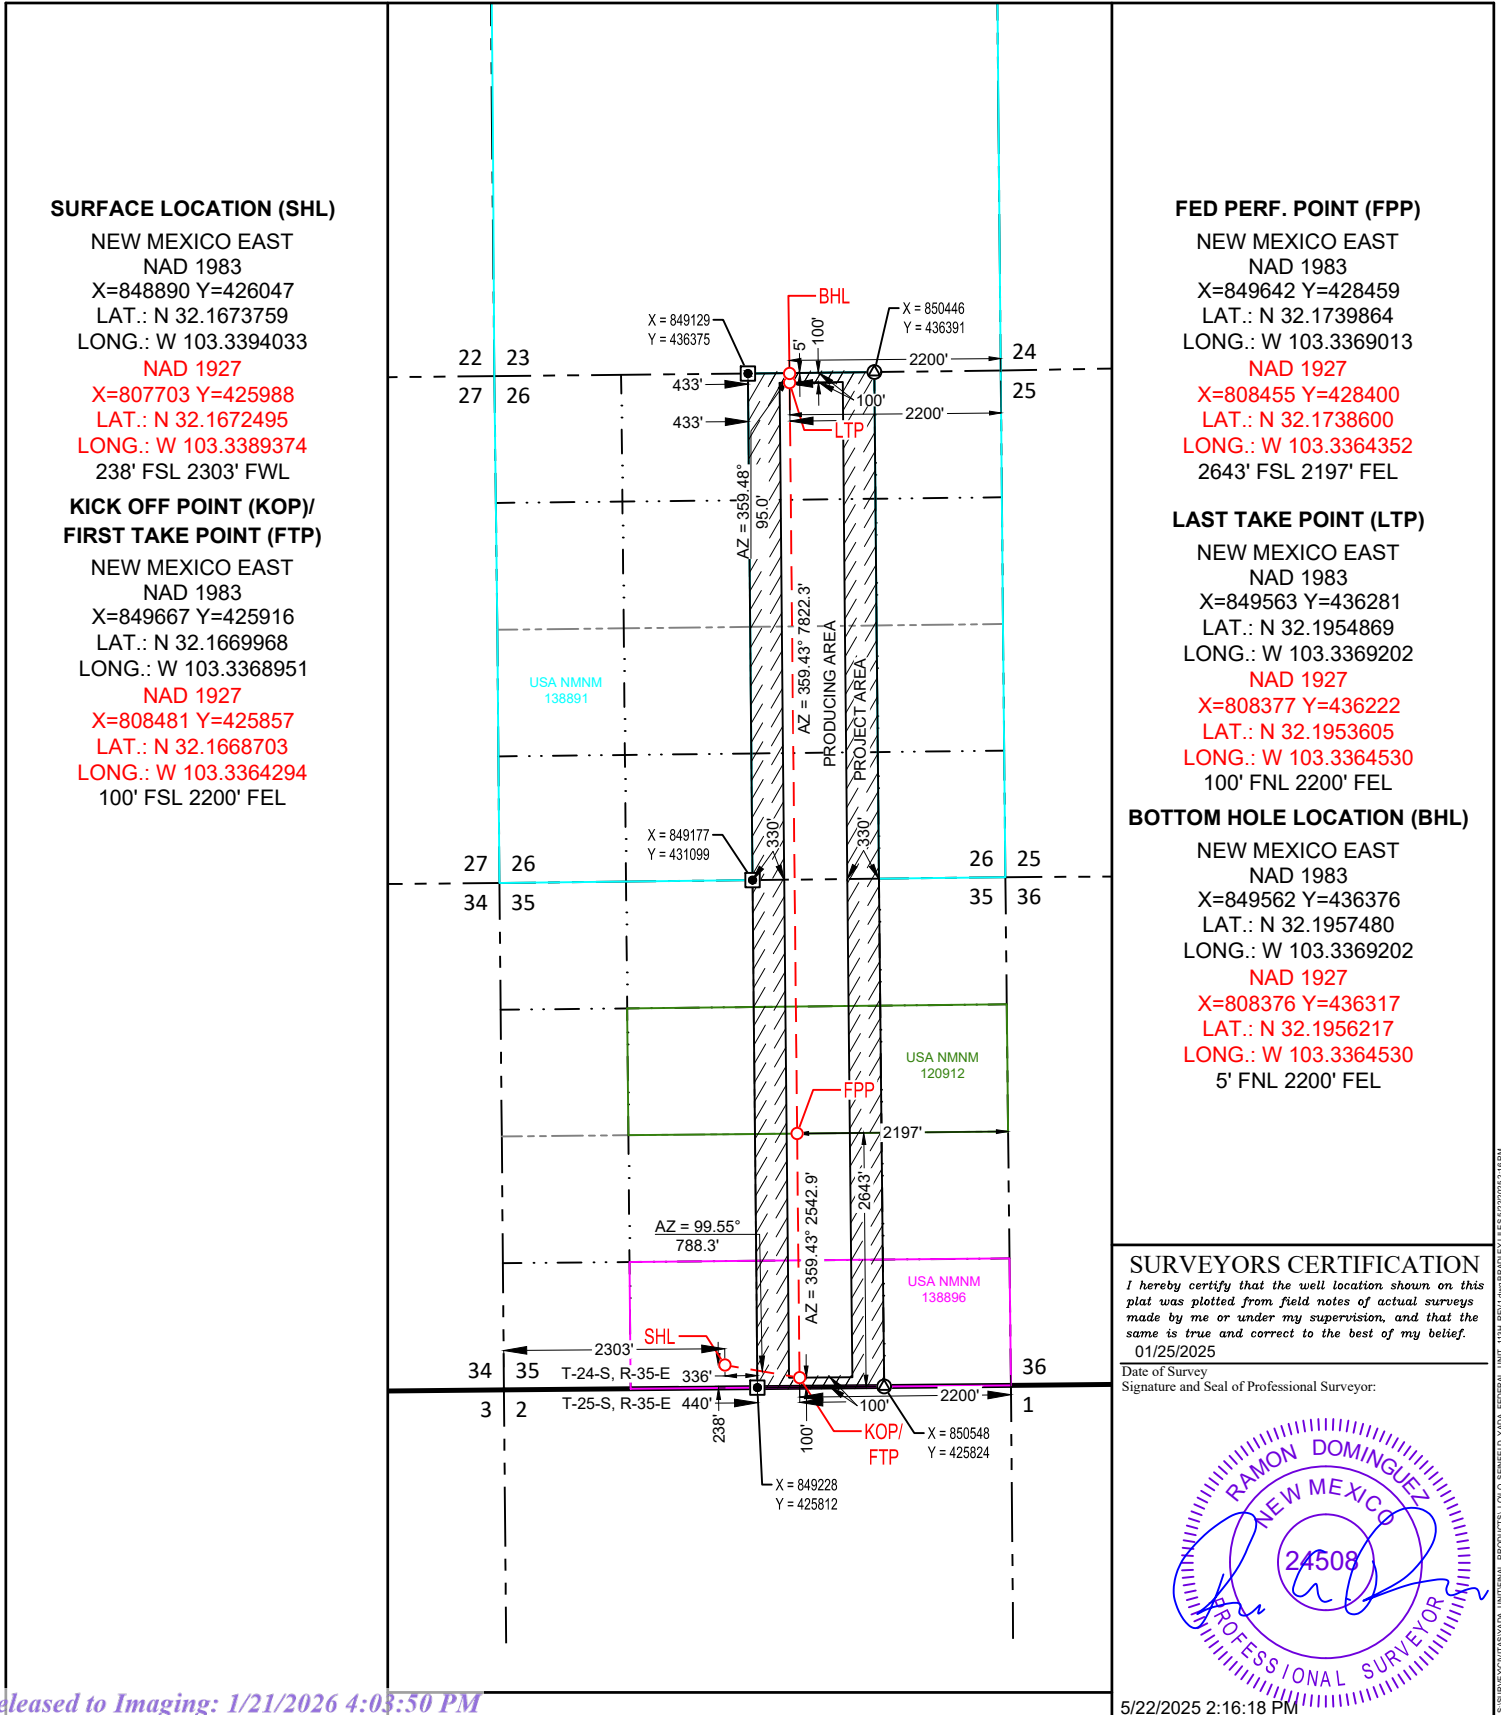 SURFACE LOCATION (SHL)
NEW MEXICO EAST
NAD 1983
X=848890 Y=426047
LAT.: N 32.1673759
LONG.: W 103.3394033
NAD 1927
X=807703 Y=425988
LAT.: N 32.1672495
LONG.: W 103.3389374
238' FSL 2303' FWL
KICK OFF POINT (KOP)/
FIRST TAKE POINT (FTP)
NEW MEXICO EAST
NAD 1983
X=849667 Y=425916
LAT.: N 32.1669968
LONG.: W 103.3368951
NAD 1927
X=808481 Y=425857
LAT.: N 32.1668703
LONG.: W 103.3364294
100' FSL 2200' FEL
BHL
X = 849129
Y = 436375
X = 850446
Y = 436391
5'
100'
2200'
22 23
24
27 26
25
433'
100'
2200'
433'
LTP
AZ = 359.48°
95.0'
AZ = 359.43° 7822.3'
PRODUCING AREA
PROJECT AREA
USA NMNM
138891
X = 849177
Y = 431099
330'
330'
27 26
26 25
34 35
35 36
USA NMNM
120912
FPP
2197'
2643'
AZ = 359.43° 2542.9'
AZ = 99.55°
788.3'
USA NMNM
138896
SHL
2303'
34 35
T-24-S, R-35-E
336'
36
3 2
T-25-S, R-35-E
440'
2200'
1
238'
100'
100'
KOP/
FTP
X = 850548
Y = 425824
X = 849228
Y = 425812
FED PERF. POINT (FPP)
NEW MEXICO EAST
NAD 1983
X=849642 Y=428459
LAT.: N 32.1739864
LONG.: W 103.3369013
NAD 1927
X=808455 Y=428400
LAT.: N 32.1738600
LONG.: W 103.3364352
2643' FSL 2197' FEL
LAST TAKE POINT (LTP)
NEW MEXICO EAST
NAD 1983
X=849563 Y=436281
LAT.: N 32.1954869
LONG.: W 103.3369202
NAD 1927
X=808377 Y=436222
LAT.: N 32.1953605
LONG.: W 103.3364530
100' FNL 2200' FEL
BOTTOM HOLE LOCATION (BHL)
NEW MEXICO EAST
NAD 1983
X=849562 Y=436376
LAT.: N 32.1957480
LONG.: W 103.3369202
NAD 1927
X=808376 Y=436317
LAT.: N 32.1956217
LONG.: W 103.3364530
5' FNL 2200' FEL
SURVEYORS CERTIFICATION
I hereby certify that the well location shown on this
plat was plotted from field notes of actual surveys
made by me or under my supervision, and that the
same is true and correct to the best of my belief.
01/25/2025
Date of Survey
Signature and Seal of Professional Surveyor:
RAMON DOMINGUEZ
NEW MEXICO
24508
PROFESSIONAL SURVEYOR
5/22/2025 2:16:18 PM
eleased to Imaging: 1/21/2026 4:03:50 PM